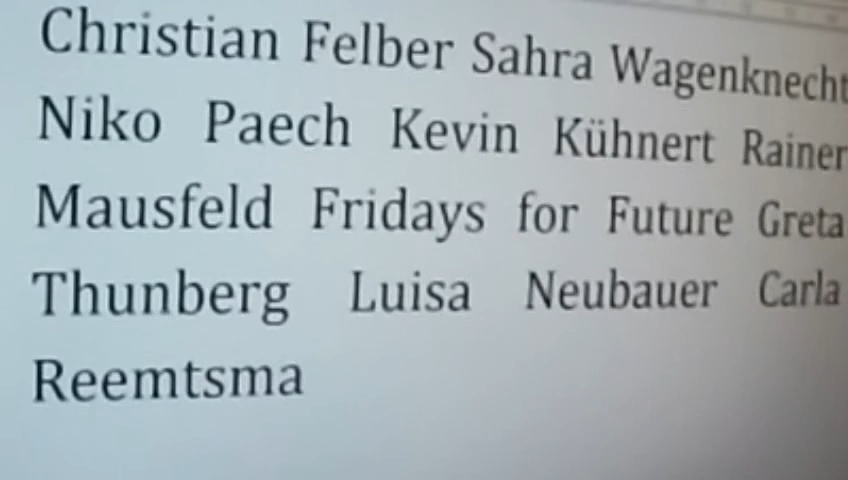 Christian Felber Sahra Wagenknecht
Niko Paech Kevin Kühnert Rainer
Mausfeld Fridays for Future Greta
Thunberg Luisa Neubauer Carla
Reemtsma